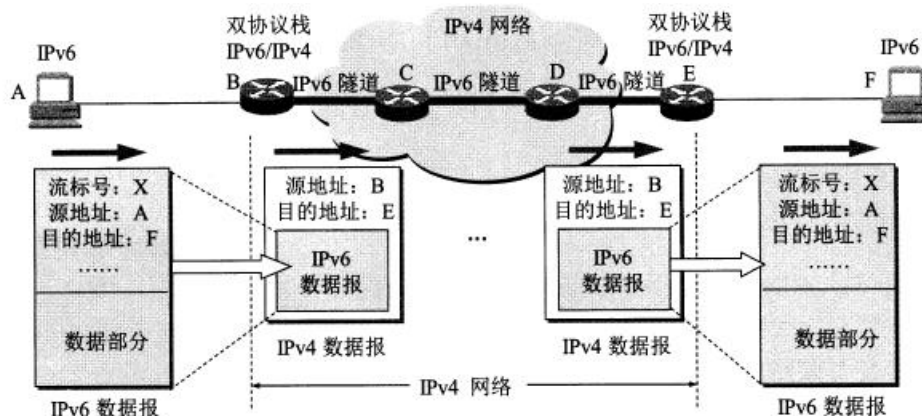 IPv6
双协议栈
IPv6/IPv4
IPv4 网络
双协议栈
IPv6/IPv4
IPv6
A
B
IPv6 隧道
C
IPv6 隧道
D
IPv6 隧道
E
F
流标号：X
源地址：A
目的地址：F
……
数据部分
IPv6 数据报
源地址：B
目的地址：E
IPv6
数据报
IPv4 数据报
…
源地址：B
目的地址：E
IPv6
数据报
IPv4 数据报
流标号：X
源地址：A
目的地址：F
……
数据部分
IPv6 数据报
IPv4 网络